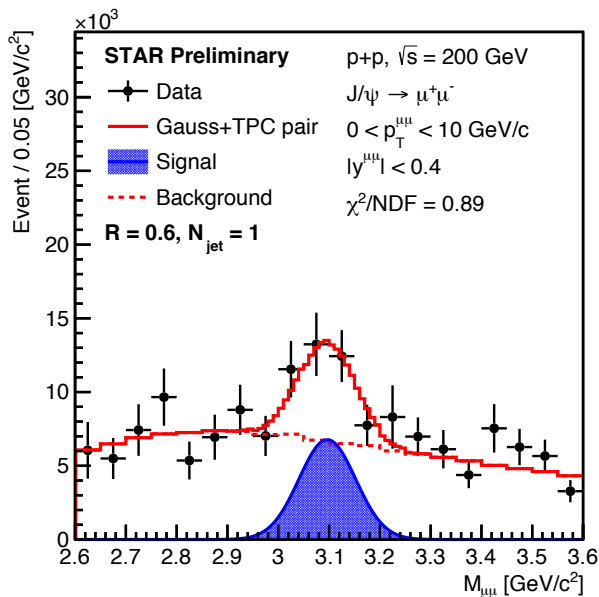 ×10³
Event / 0.05 [GeV/c²]
STAR Preliminary
Data
Gauss+TPC pair
Signal
Background
R = 0.6, N_jet = 1
p+p, √s = 200 GeV
J/ψ → μ⁺μ⁻
0 < p_T^μμ < 10 GeV/c
|y^μμ| < 0.4
χ²/NDF = 0.89
30
25
20
15
10
5
0
2.6 2.7 2.8 2.9 3 3.1 3.2 3.3 3.4 3.5 3.6
M_μμ [GeV/c²]